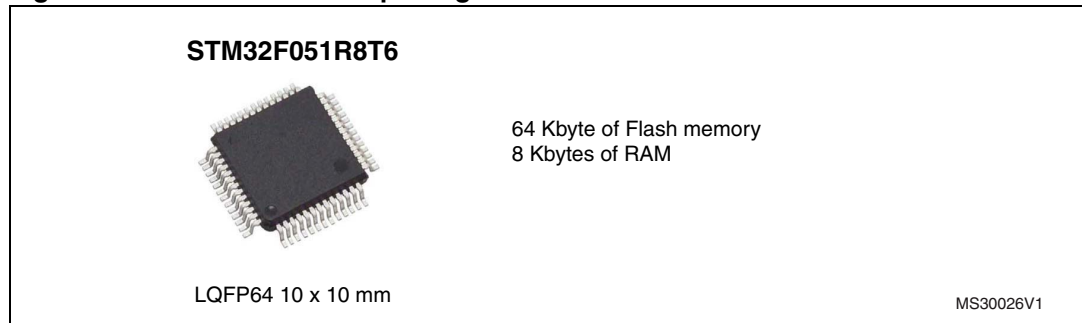 STM32F051R8T6
64 Kbyte of Flash memory
8 Kbytes of RAM
LQFP64 10 x 10 mm
MS30026V1